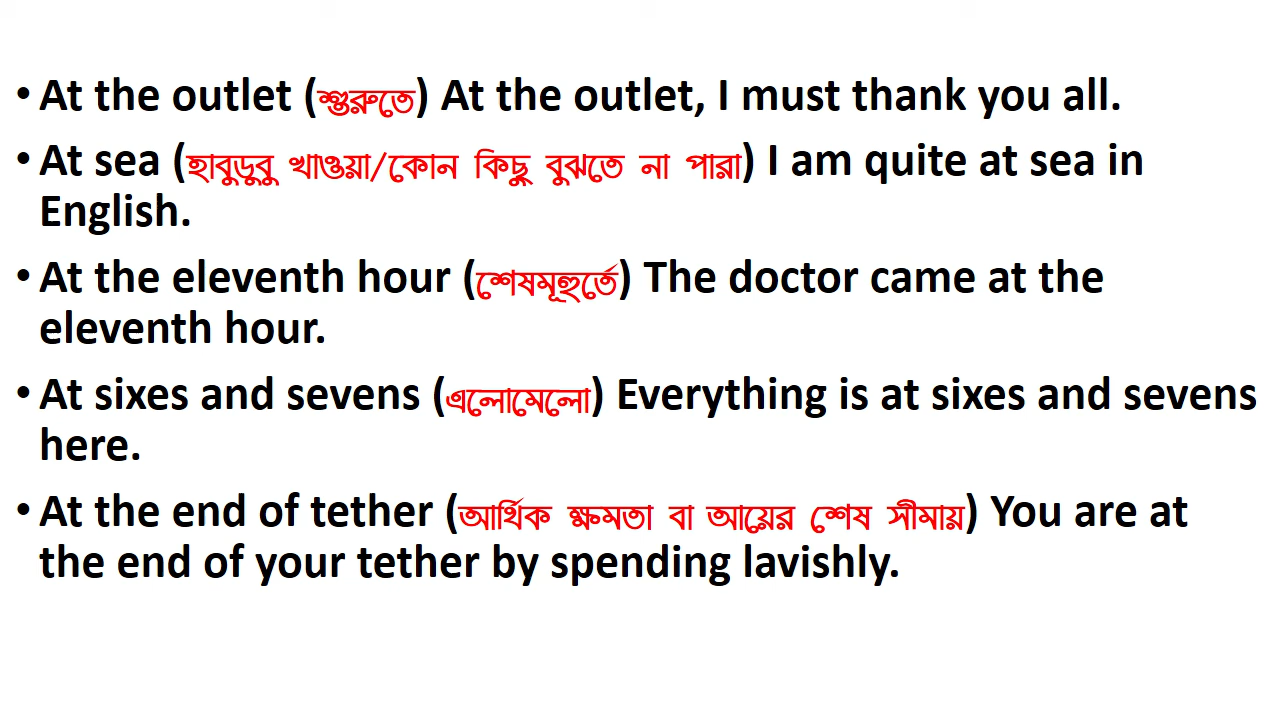 • At the outlet (শুরুতে) At the outlet, I must thank you all.
• At sea (হাবুডুবু খাওয়া/কোন কিছু বুঝতে না পারা) I am quite at sea in
English.
• At the eleventh hour (শেষমূহুর্তে) The doctor came at the
eleventh hour.
• At sixes and sevens (এলোমেলো) Everything is at sixes and sevens
here.
• At the end of tether (আর্থিক ক্ষমতা বা আয়ের শেষ সীমায়) You are at
the end of your tether by spending lavishly.